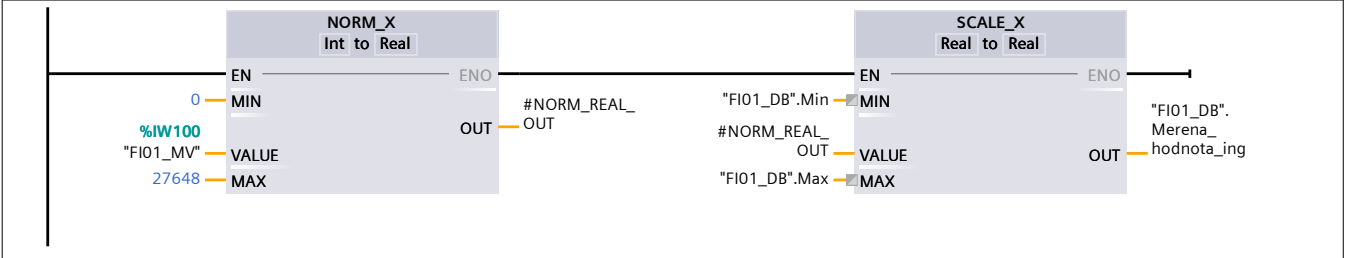 NORM_X
Int to Real
EN
ENO
0
MIN
#NORM_REAL_
OUT
OUT
%IW100
"FI01_MV"
VALUE
27648
MAX
SCALE_X
Real to Real
EN
ENO
"FI01_DB".Min
MIN
#NORM_REAL_
OUT
VALUE
"FI01_DB".
Merena_
hodnota_ing
OUT
"FI01_DB".Max
MAX